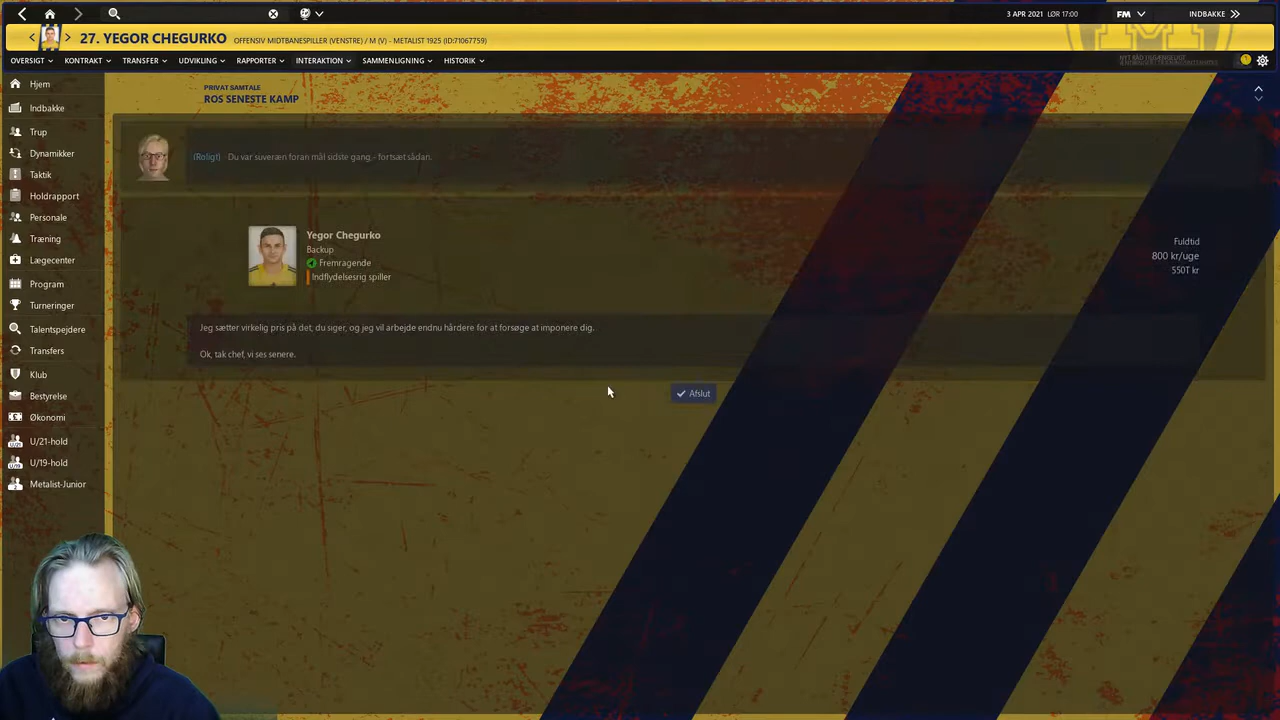 3 APR 2021 LØR 17:00
FM
INDBAKKE
27. YEGOR CHEGURKO
OFFENSIV MIDTBANESPILLER (VENSTRE) / M (V) - METALIST 1925 (ID:71067759)
OVERSIGT
KONTRAKT
TRANSFER
UDVIKLING
RAPPORTER
INTERAKTION
SAMMENLIGNING
HISTORIK
Hjem
Indbakke
Trup
Dynamikker
Taktik
Holdrapport
Personale
Træning
Lægecenter
Program
Turneringer
Talentspejdere
Transfers
Klub
Bestyrelse
Økonomi
U/21-hold
U/19-hold
Metalist-Junior
PRIVAT SAMTALE
ROS SENESTE KAMP
(Roligt) Du var suveræn foran mål sidste gang - fortsæt sådan.
Yegor Chegurko
Backup
Fremragende
Indflydelsesrig spiller
Fuldtid
800 kr/uge
550T kr
Jeg sætter virkelig pris på det, du siger, og jeg vil arbejde endnu hårdere for at forsøge at imponere dig.
Ok, tak chef, vi ses senere.
Afslut